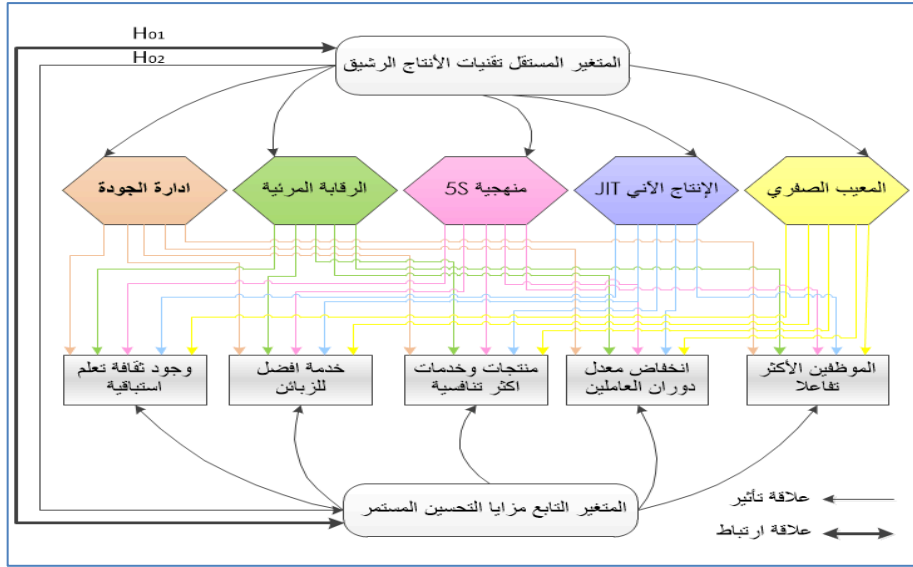 H01
H02
المتغير المستقل تقنيات الأنتاج الرشيق
المعيب الصفري
الإنتاج الآني JIT
منهجية 5S
الرقابة المرئية
ادارة الجودة
الموظفين الأكثر
تفاعلا
انخفاض معدل
دوران العاملين
منتجات وخدمات
اكثر تنافسية
خدمة افضل
للزبائن
وجود ثقافة تعلم
استباقية
المتغير التابع مزايا التحسين المستمر
علاقة تأثير
علاقة ارتباط